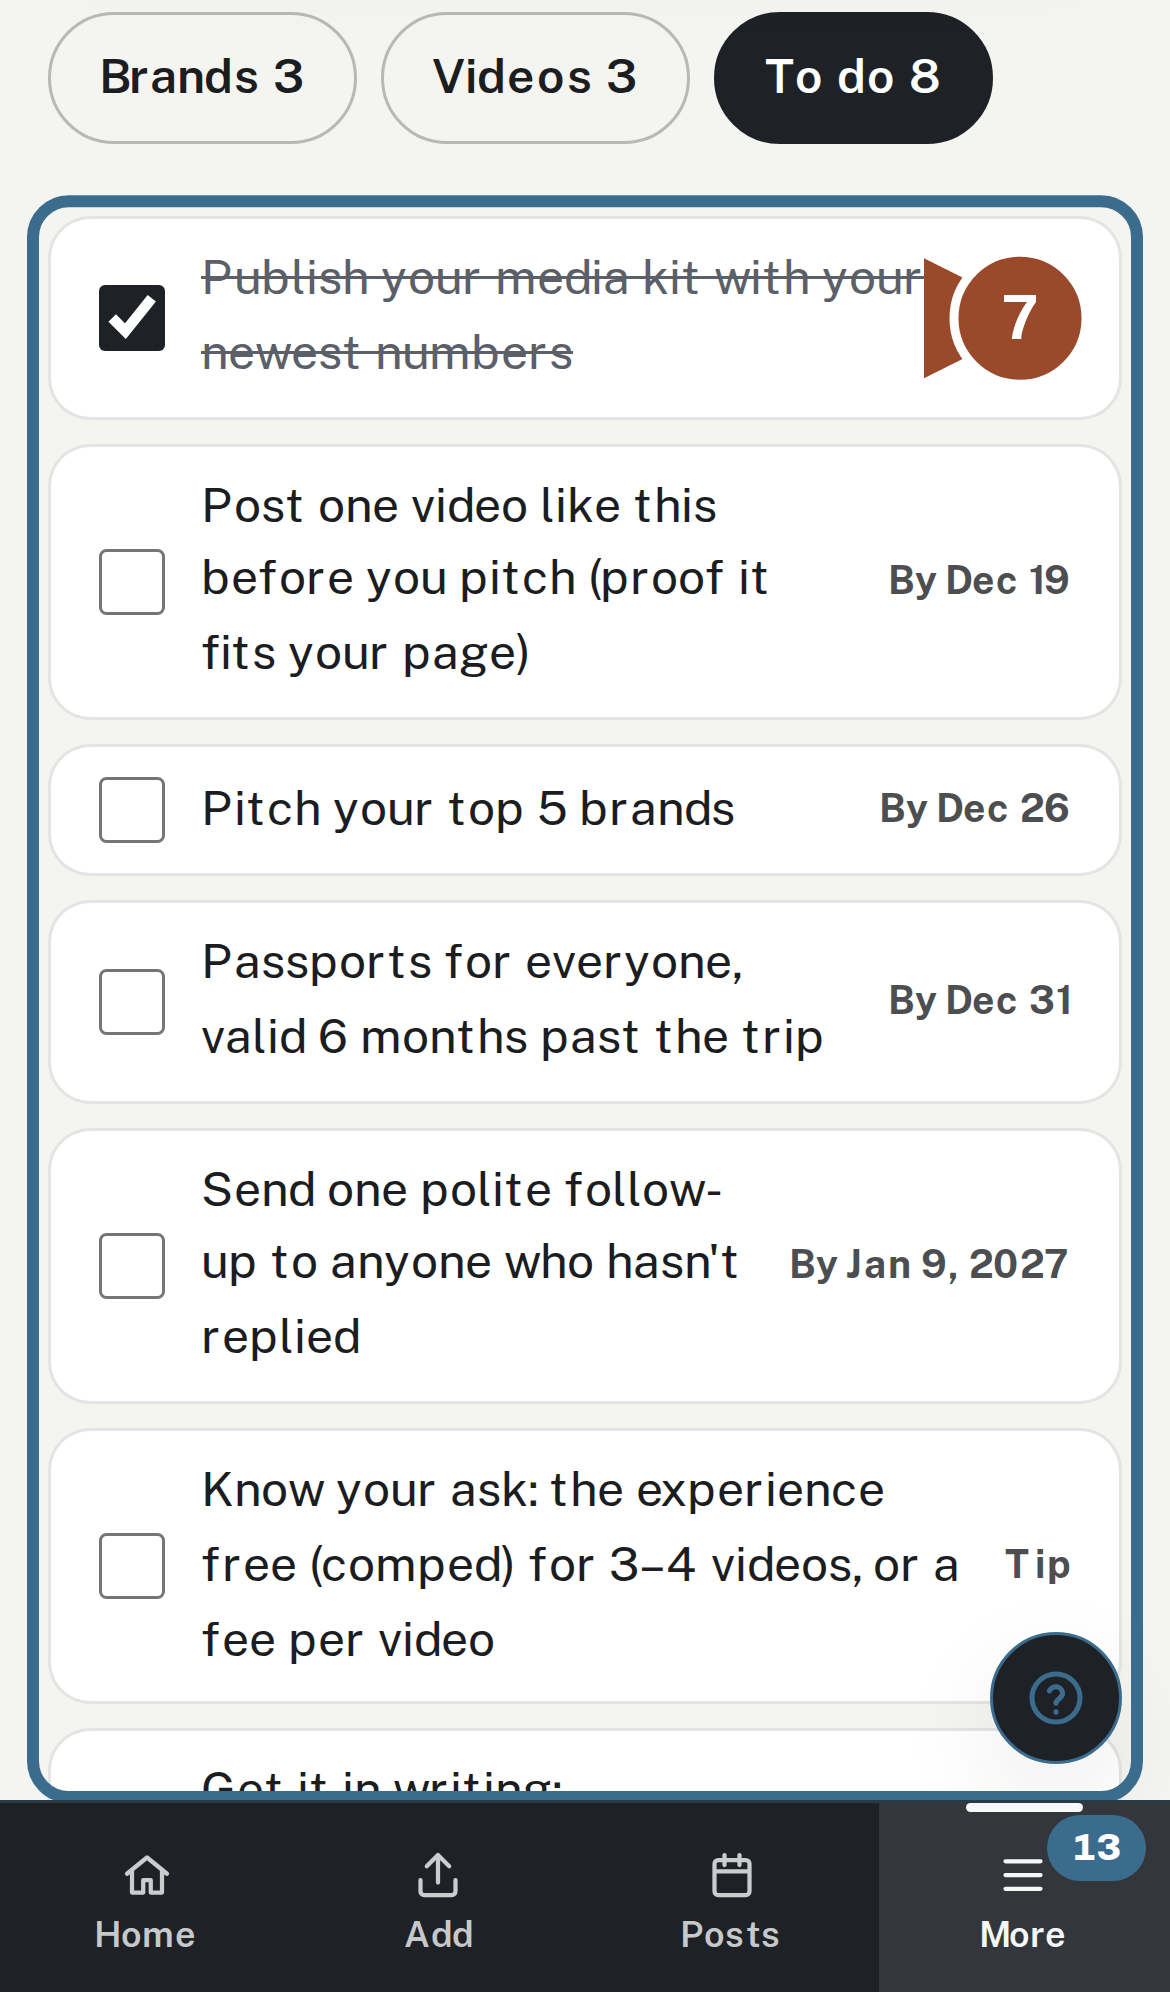 Brands 3
Videos 3
To do 8
Publish your media kit with your
newest numbers
7
Post one video like this
before you pitch (proof it
fits your page)
By Dec 19
Pitch your top 5 brands
By Dec 26
Passports for everyone,
valid 6 months past the trip
By Dec 31
Send one polite follow-
up to anyone who hasn't
replied
By Jan 9, 2027
Know your ask: the experience
free (comped) for 3–4 videos, or a
fee per video
Tip
?
Get it in writing:
13
Home
Add
Posts
More